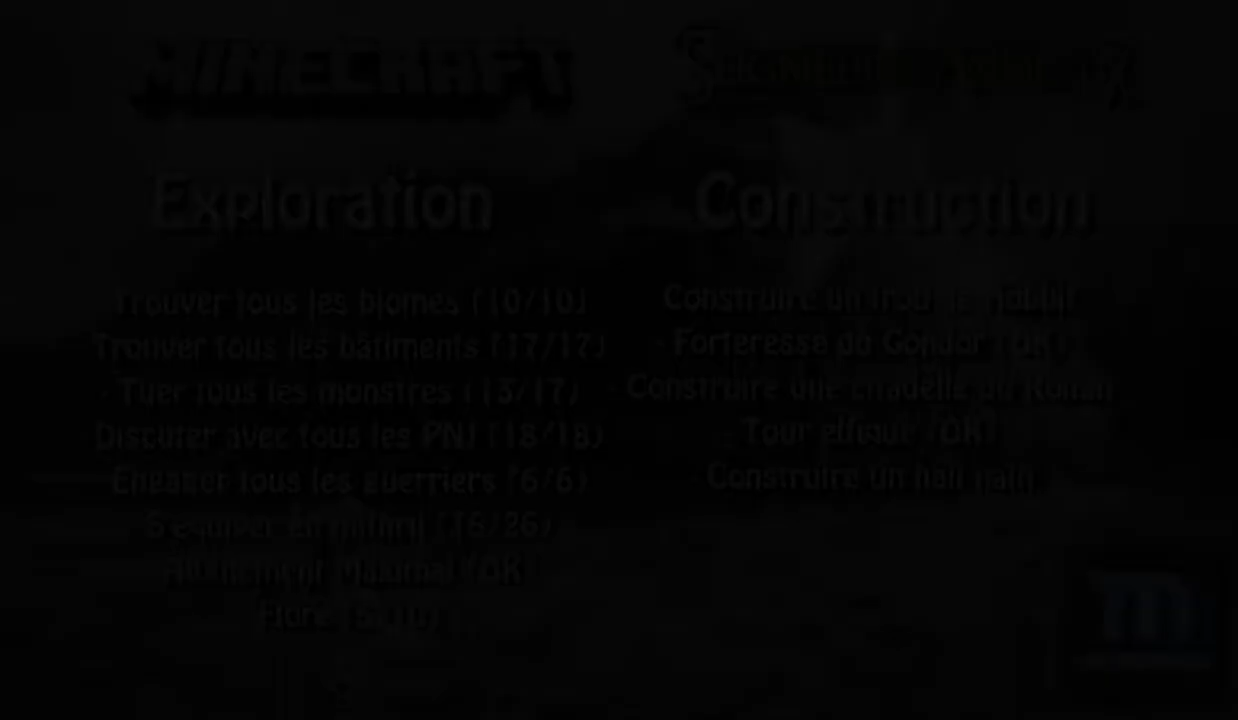 MINECRAFT
Exploration
Trouver tous les biomes (10/10)
Trouver tous les bâtiments (17/17)
Tuer tous les monstres (13/17)
Discuter avec tous les PNJ (18/18)
Engager tous les guerriers (6/6)
S'équiper en mithril (16/26)
Alignement Maximal (OK)
Flore
Construction
Construire un trou de Hobbit
- Forteresse du Gondor (OK)
- Construire une citadelle du Rohan
- Tour elfique (OK)
Construire un hall nain
m